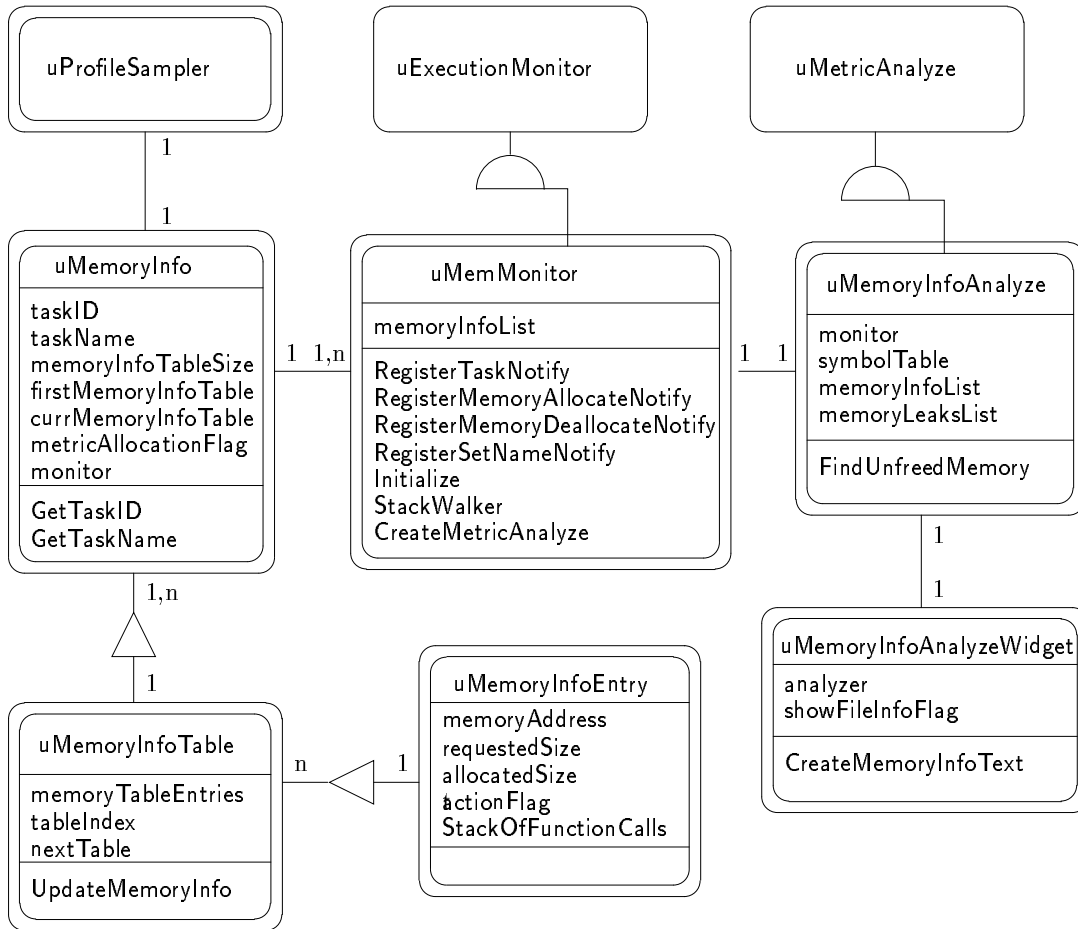 uProfileSampler
uExecutionMonitor
uMetricAnalyze
1
1
uMemoryInfo
taskID
taskName
memoryInfoTableSize
firstMemoryInfoTable
currMemoryInfoTable
metricAllocationFlag
monitor
GetTaskID
GetTaskName
1 1,n
uMemMonitor
memoryInfoList
RegisterTaskNotify
RegisterMemoryAllocateNotify
RegisterMemoryDeallocateNotify
RegisterSetNameNotify
Initialize
StackWalker
CreateMetricAnalyze
1 1
uMemoryInfoAnalyze
monitor
symbolTable
memoryInfoList
memoryLeaksList
FindUnfreedMemory
1
1
uMemoryInfoAnalyzeWidget
analyzer
showFileInfoFlag
CreateMemoryInfoText
1,n
1
uMemoryInfoTable
memoryTableEntries
tableIndex
nextTable
UpdateMemoryInfo
n 1
uMemoryInfoEntry
memoryAddress
requestedSize
allocatedSize
actionFlag
StackOfFunctionCalls